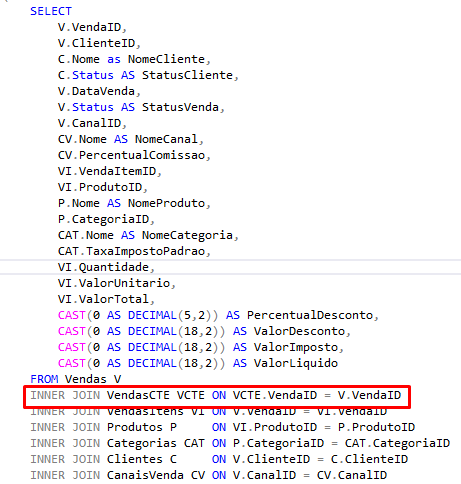 SELECT
V.VendaID,
V.ClienteID,
C.Nome as NomeCliente,
C.Status AS StatusCliente,
V.DataVenda,
V.Status AS StatusVenda,
V.CanalID,
CV.Nome AS NomeCanal,
CV.PercentualComissao,
VI.VendaItemID,
VI.ProdutoID,
P.Nome AS NomeProduto,
P.CategoriaID,
CAT.Nome AS NomeCategoria,
CAT.TaxaImpostoPadrao,
VI.Quantidade,
VI.ValorUnitario,
VI.ValorTotal,
CAST(0 AS DECIMAL(5,2)) AS PercentualDesconto,
CAST(0 AS DECIMAL(18,2)) AS ValorDesconto,
CAST(0 AS DECIMAL(18,2)) AS ValorImposto,
CAST(0 AS DECIMAL(18,2)) AS ValorLiquido
FROM Vendas V
INNER JOIN VendasCTE VCTE ON VCTE.VendaID = V.VendaID
INNER JOIN VendasItens VI ON V.VendaID = VI.VendaID
INNER JOIN Produtos P ON VI.ProdutoID = P.ProdutoID
INNER JOIN Categorias CAT ON P.CategoriaID = CAT.CategoriaID
INNER JOIN Clientes C ON V.ClienteID = C.ClienteID
INNER JOIN CanaisVenda CV ON V.CanalID = CV.CanalID